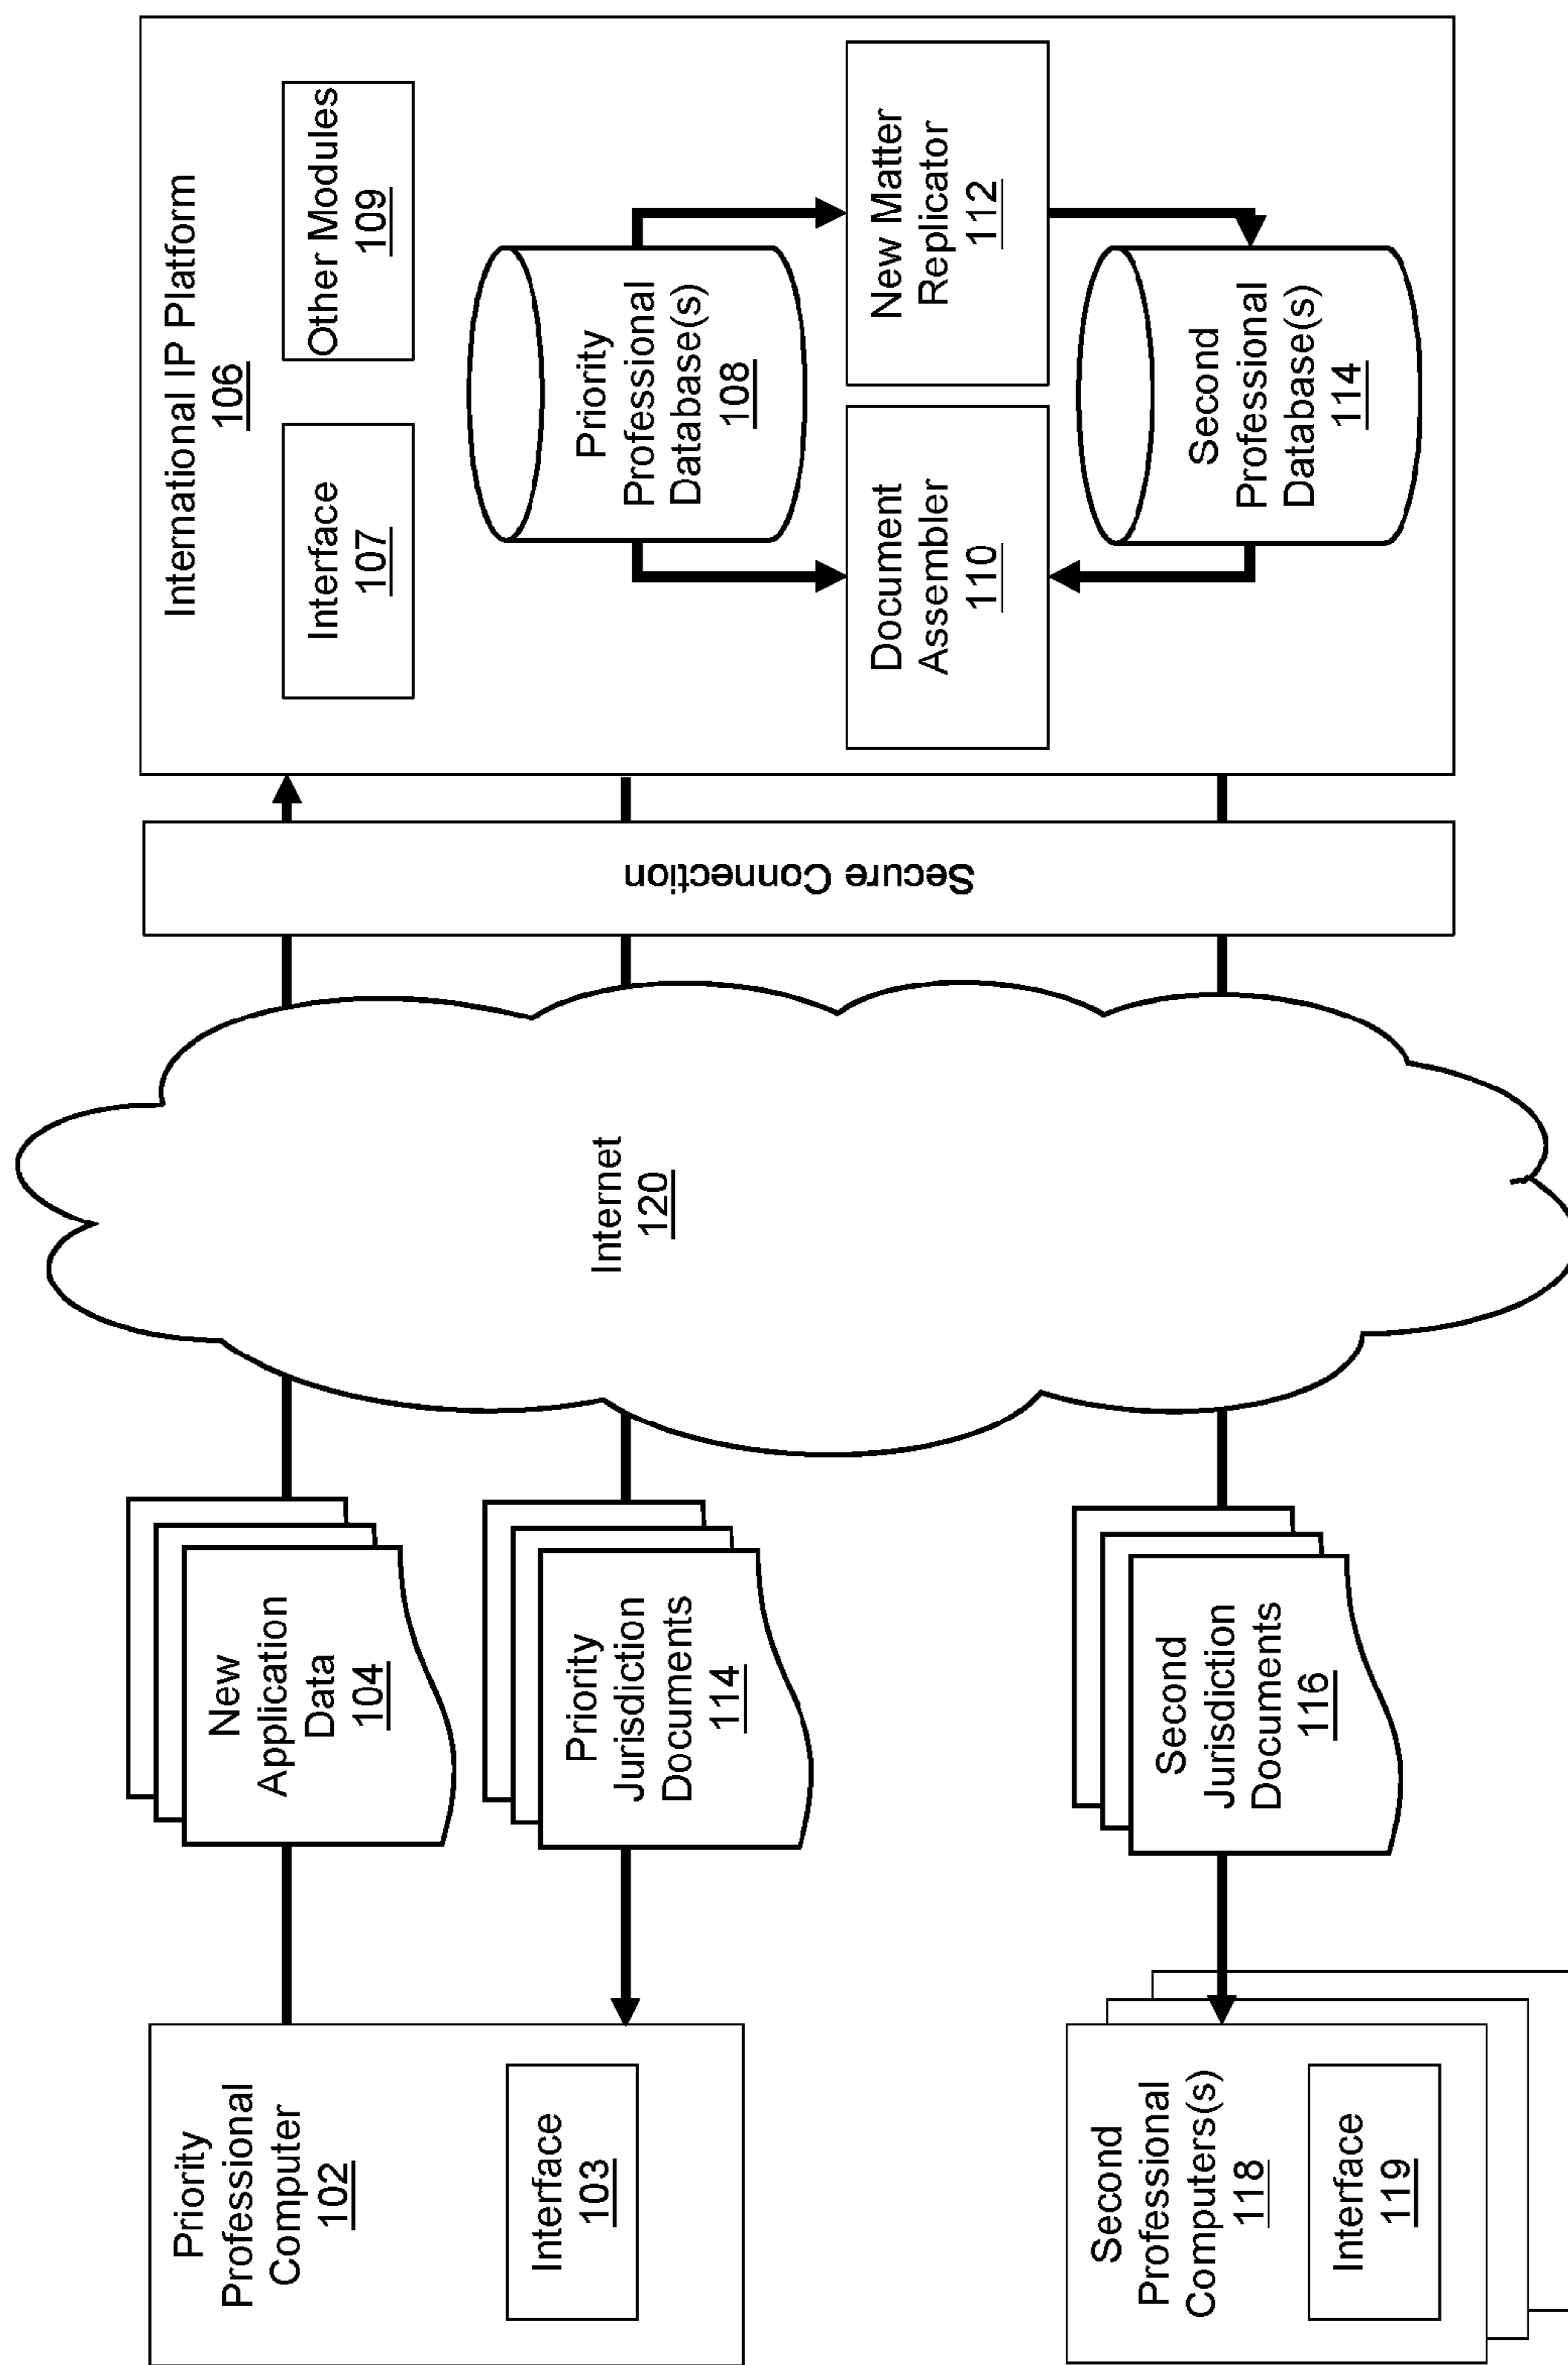 Priority
Professional
Computer
102
Interface
103
New
Application
Data
104
Priority
Jurisdiction
Documents
114
Second
Professional
Computers(s)
118
Interface
119
Second
Jurisdiction
Documents
116
Internet
120
Secure Connection
International IP Platform
106
Interface
107
Other Modules
109
Priority
Professional
Database(s)
108
Document
Assembler
110
New Matter
Replicator
112
Second
Professional
Database(s)
114